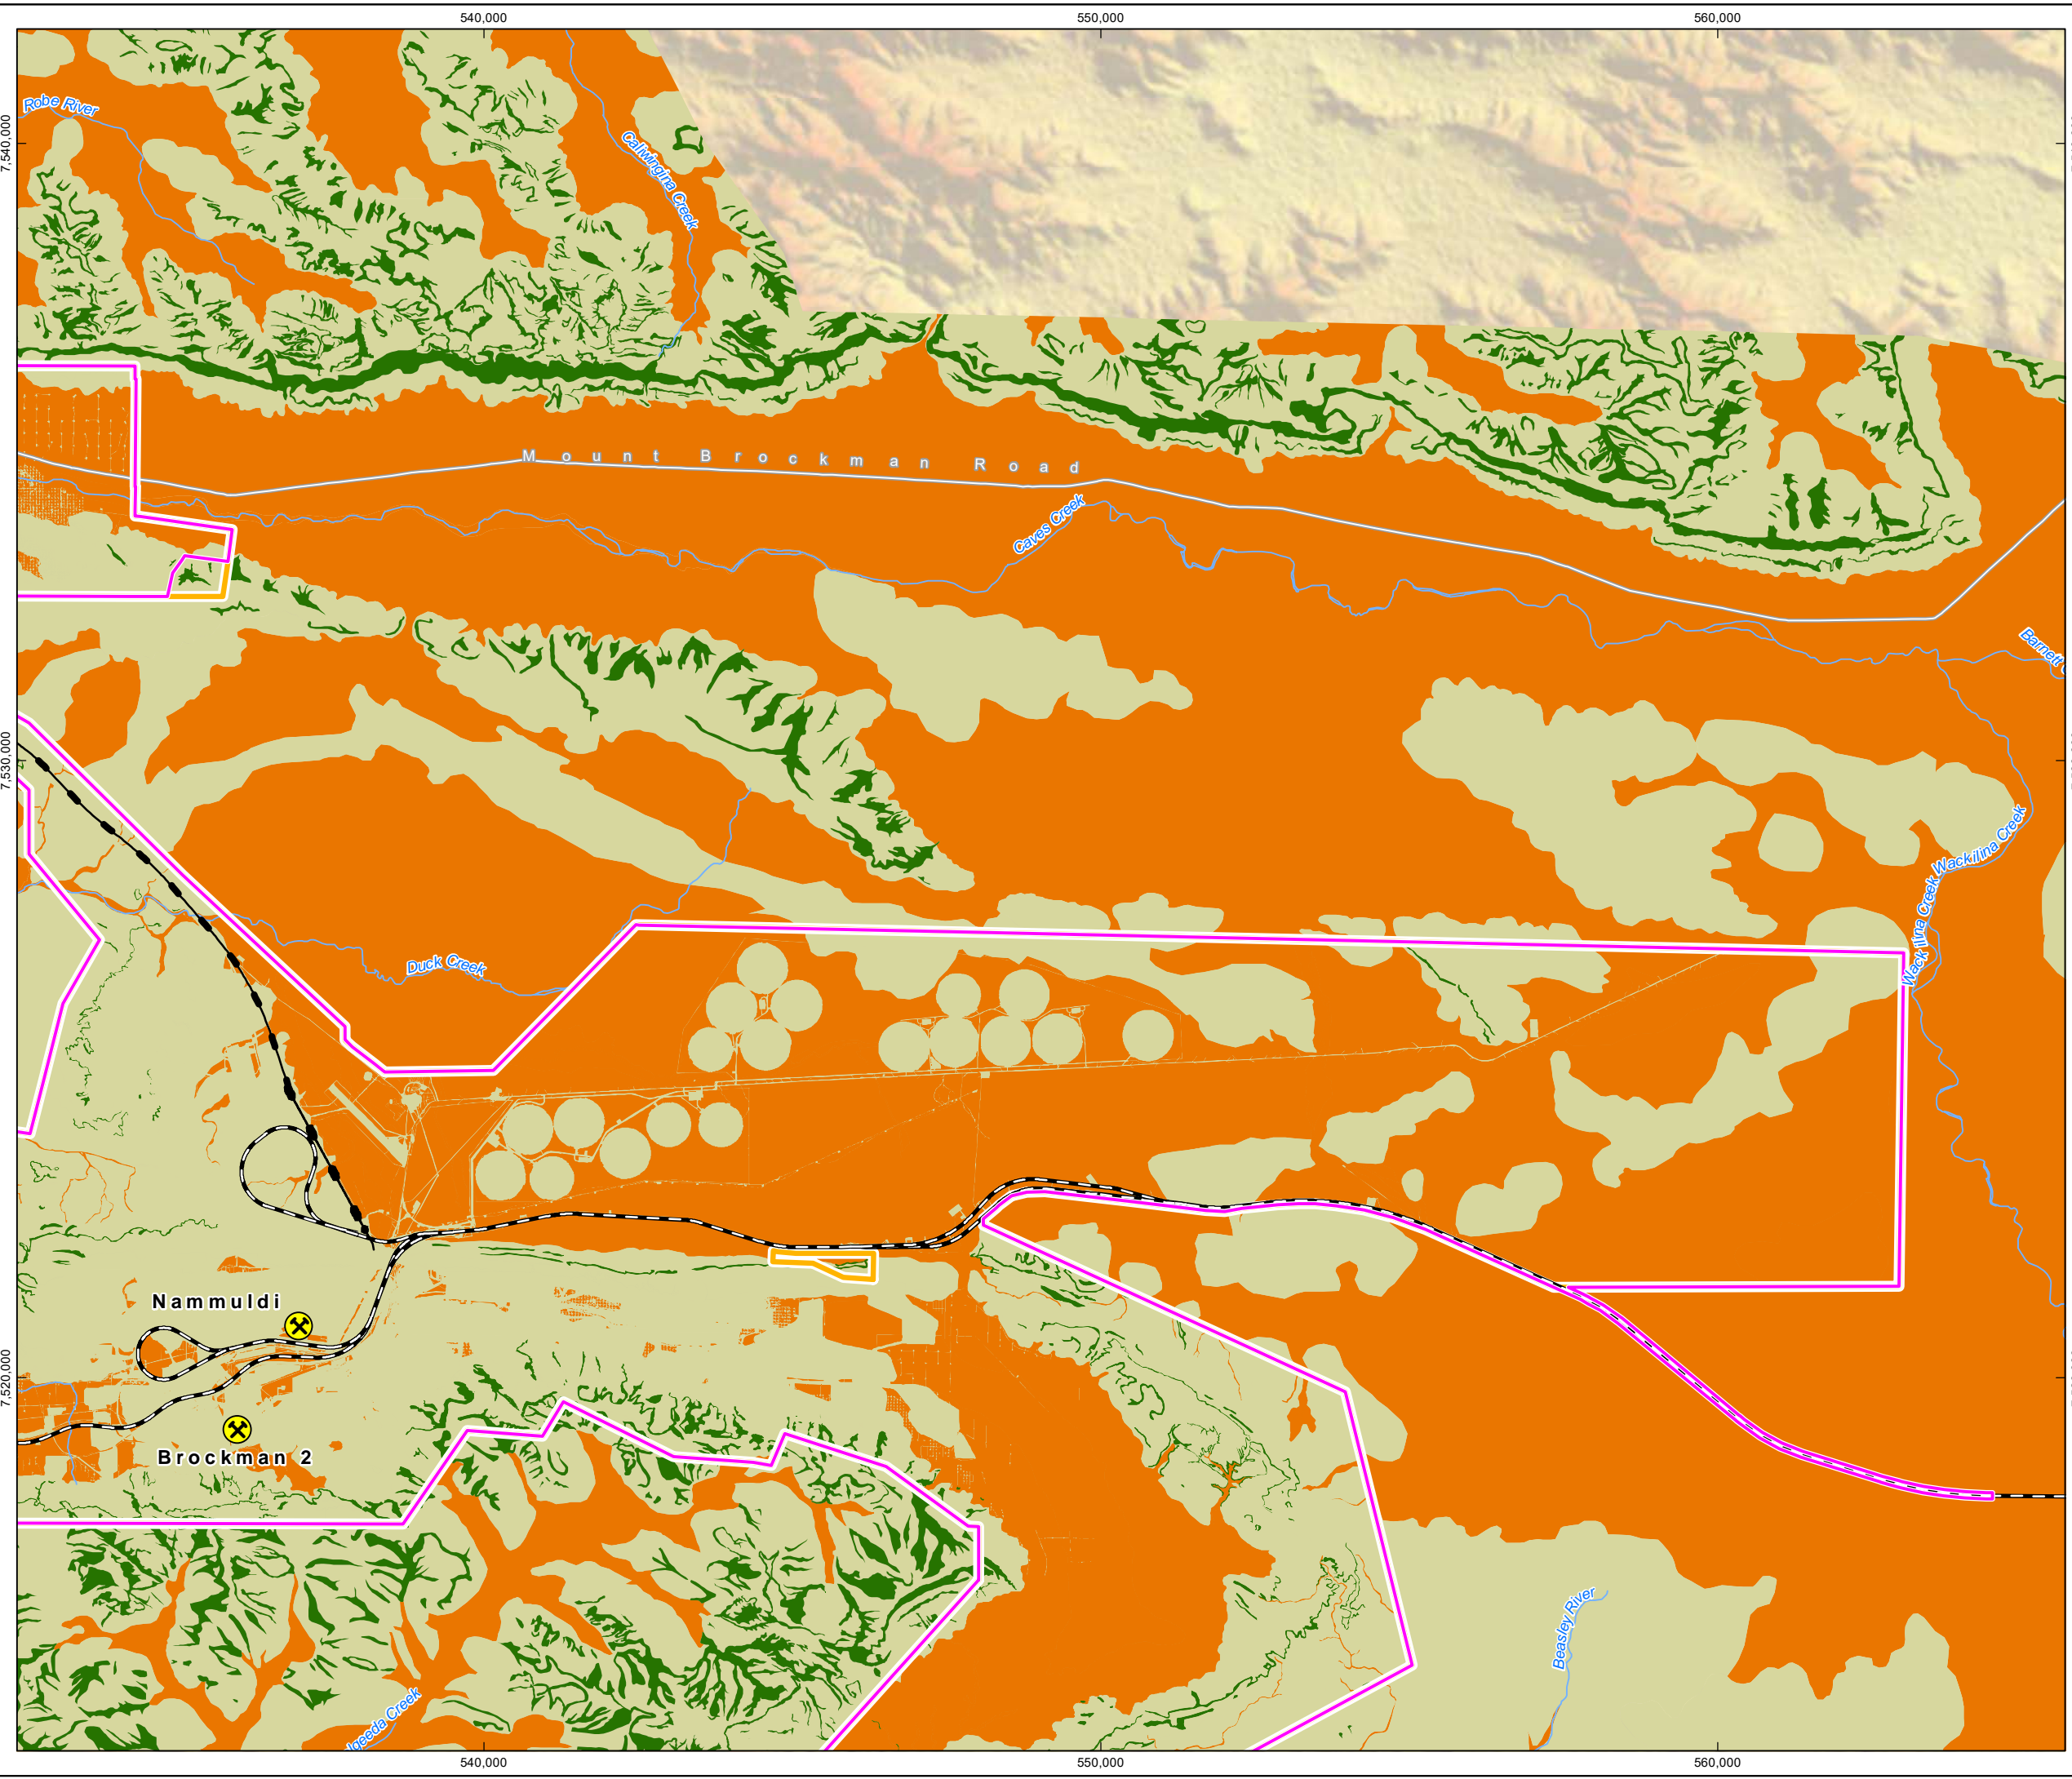 540,000
550,000
560,000
Robe River
7,540,000
Caliwingina Creek
Mount Brockman Road
Caves Creek
Barnett
7,530,000
Wackilina Creek
Wackilina Creek
Duck Creek
Nammuldi
7,520,000
Brockman 2
Beasley River
lgeeda Creek
540,000
550,000
560,000